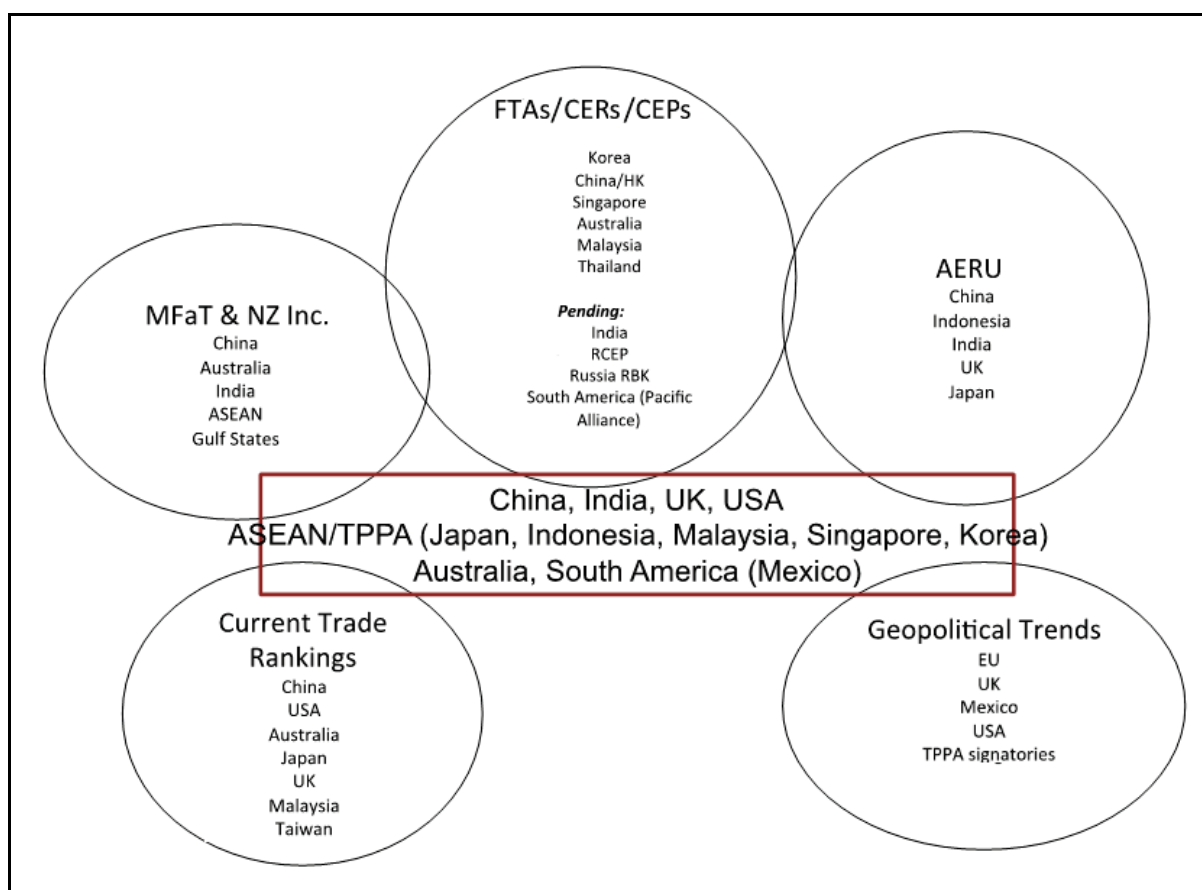 FTAs/CERs/CEPs
Korea
China/HK
Singapore
Australia
Malaysia
Thailand
Pending:
India
RCEP
Russia RBK
South America (Pacific
Alliance)
AERU
China
Indonesia
India
UK
Japan
MFaT & NZ Inc.
China
Australia
India
ASEAN
Gulf States
China, India, UK, USA
ASEAN/TPPA (Japan, Indonesia, Malaysia, Singapore, Korea)
Australia, South America (Mexico)
Current Trade
Rankings
China
USA
Australia
Japan
UK
Malaysia
Taiwan
Geopolitical Trends
EU
UK
Mexico
USA
TPPA signatories